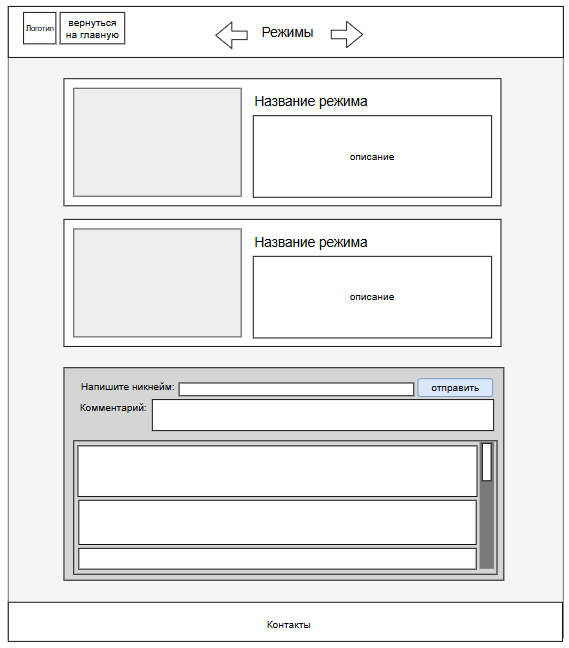 Логотип
вернуться
на главную
Режимы
Название режима
описание
Название режима
описание
Напишите никнейм:
отправить
Комментарий:
Контакты